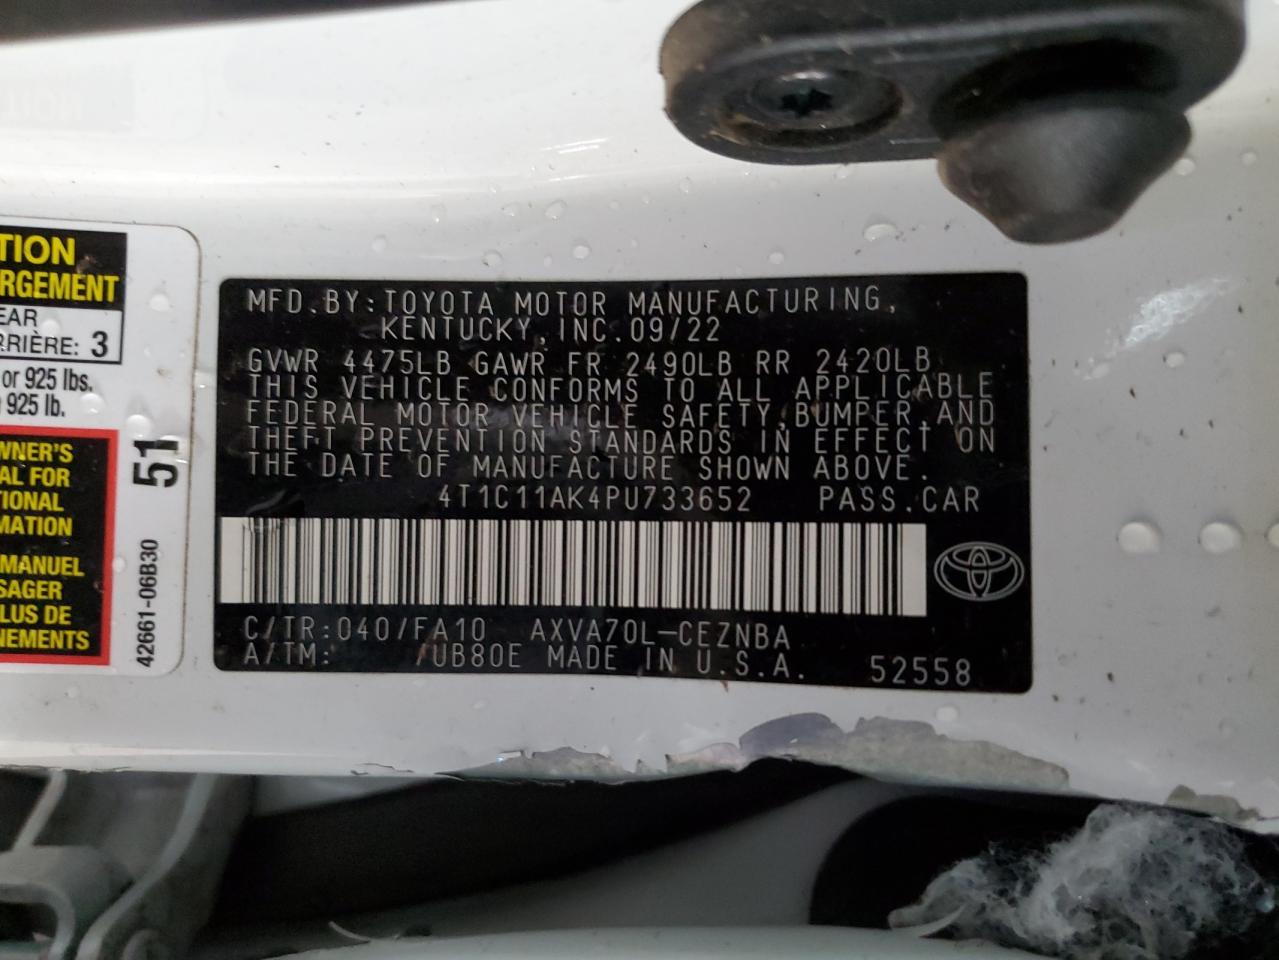 TION
RGEMENT
EAR
RRIÈRE: 3
or 925 lbs.
925 lb.
WNER'S
AL FOR
TIONAL
MATION
MANUEL
SAGER
LUS DE
NEMENTS
51
42661-06B30
MFD.BY:TOYOTA MOTOR MANUFACTURING,
KENTUCKY,INC.09/22
GVWR 4475LB GAWR FR 2490LB RR 2420LB
THIS VEHICLE CONFORMS TO ALL APPLICABLE
FEDERAL MOTOR VEHICLE SAFETY,BUMPER,AND
THEFT PREVENTION STANDARDS IN EFFECT ON
THE DATE OF MANUFACTURE SHOWN ABOVE.
4T1C11AK4PU733652 PASS.CAR
C/TR:040/FA10 AXVA70L-CEZNBA
A/TM: /UB80E MADE IN U.S.A. 52558